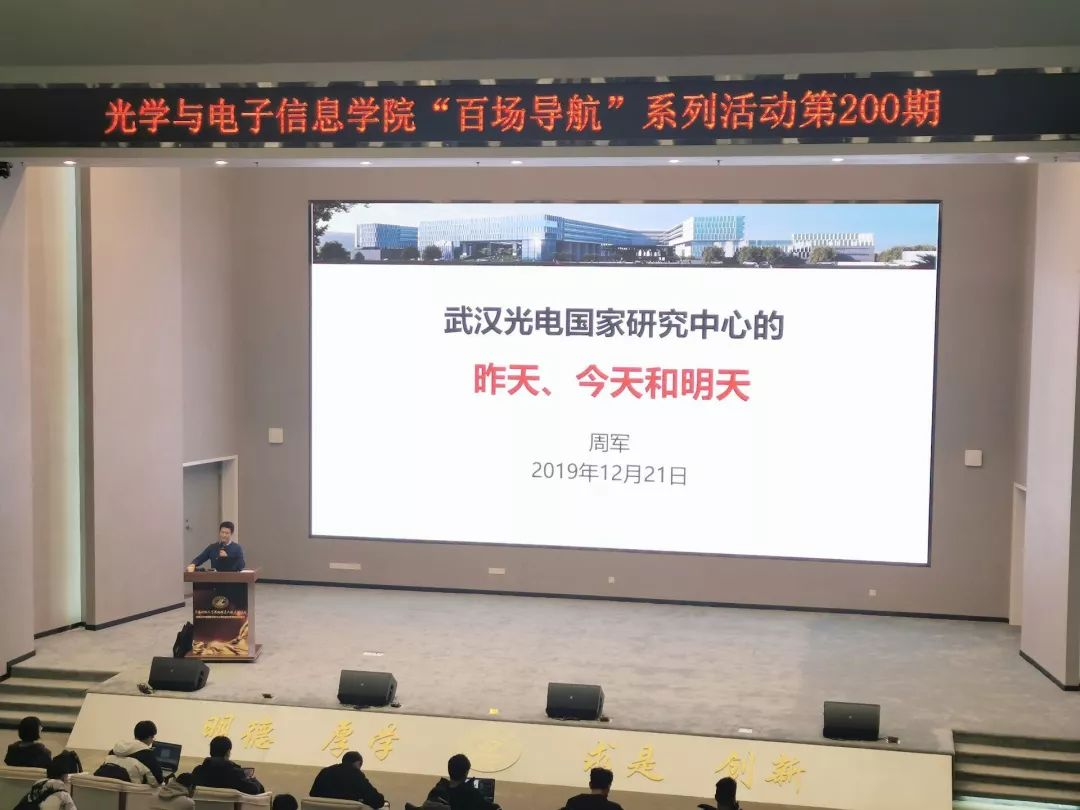 光学与电子信息学院“百场导航”系列活动第200期
武汉光电国家研究中心的
昨天、今天和明天
周军
2019年12月21日
明德 厚学 求是 创新